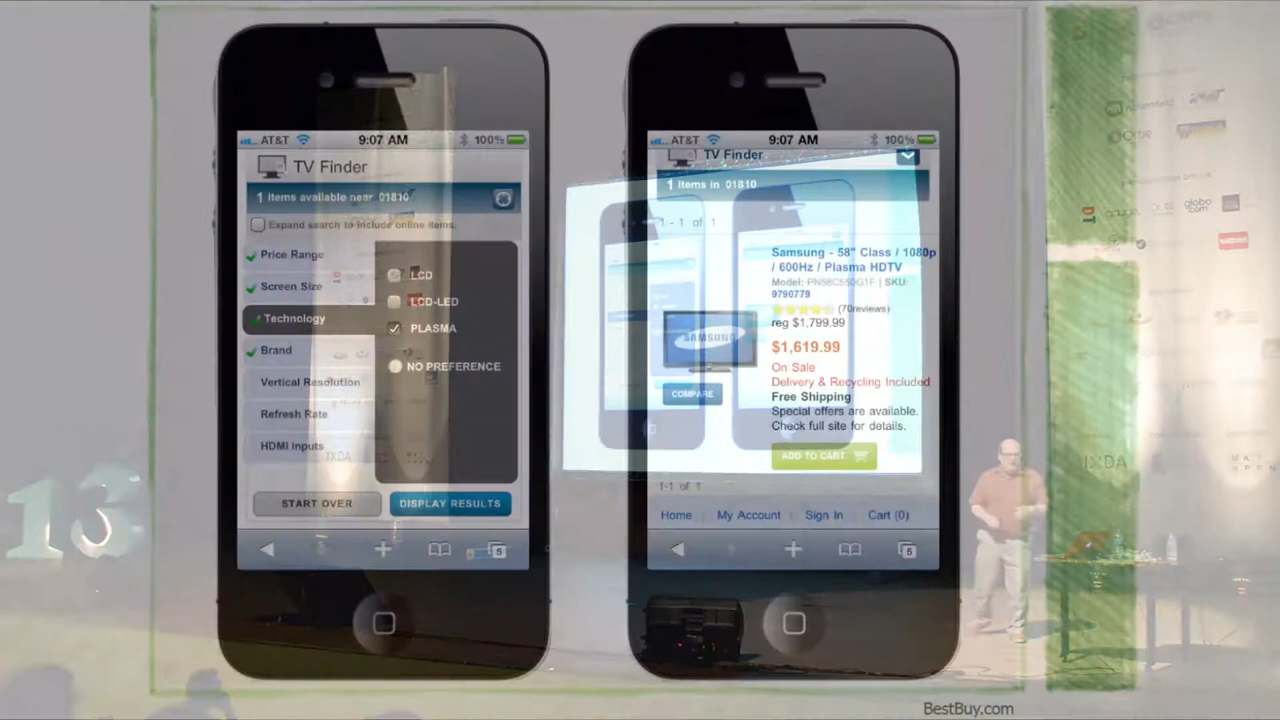 AT&T 9:07 AM 100%
TV Finder
1 items available near 01810
Expand search to include online items.
Price Range
Screen Size
Technology
Brand
Vertical Resolution
Refresh Rate
HDMI Inputs
LCD
LCD-LED
PLASMA
NO PREFERENCE
START OVER
DISPLAY RESULTS
5
AT&T 9:07 AM 100%
TV Finder
1 items in 01810
1 - 1 of 1
Samsung - 58" Class / 1080p
/ 600Hz / Plasma HDTV
Model: PN58C550G1F | SKU:
9790779
(70reviews)
reg $1,799.99
$1,619.99
On Sale
Delivery & Recycling Included
Free Shipping
Special offers are available.
Check full site for details.
SAMSUNG
COMPARE
ADD TO CART
1-1 of 1
Home My Account Sign In Cart (0)
5
13
globo
com
IXDA
IXDA
BestBuy.com